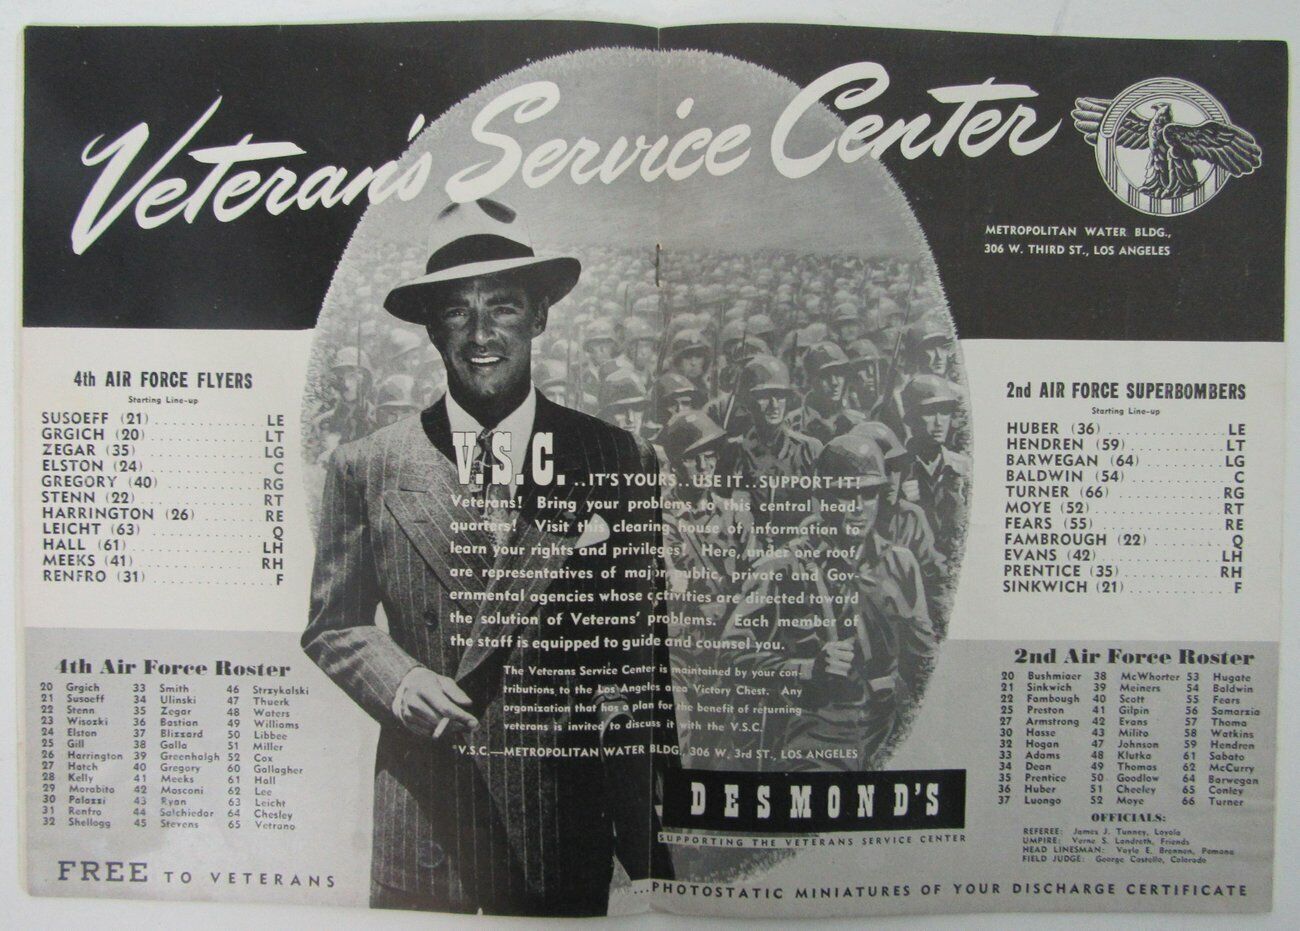 Veteran's Service Center
METROPOLITAN WATER BLDG.,
306 W. THIRD ST., LOS ANGELES
4th AIR FORCE FLYERS
Starting Line-up
SUSOEFF (21) LE
GRGICH (20) LT
ZEGAR (35) LG
ELSTON (24) C
GREGORY (40) RG
STENN (22) RT
HARRINGTON (26) RE
LEICHT (63) Q
HALL (61) LH
MEEKS (41) RH
RENFRO (31) F
V.S.C. ..IT'S YOURS..USE IT..SUPPORT IT!
Veterans! Bring your problems to this central head-
quarters! Visit this clearing house of information to
learn your rights and privileges! Here, under one roof,
are representatives of major public, private and Gov-
ernmental agencies whose activities are directed toward
the solution of Veterans' problems. Each member of
the staff is equipped to guide and counsel you.
The Veterans Service Center is maintained by your con-
tributions to the Los Angeles area Victory Chest. Any
organization that has a plan for the benefit of returning
veterans is invited to discuss it with the V.S.C.
*V.S.C.—METROPOLITAN WATER BLDG. 306 W. 3rd ST., LOS ANGELES
DESMOND'S
SUPPORTING THE VETERANS SERVICE CENTER
2nd AIR FORCE SUPERBOMBERS
Starting Line-up
HUBER (36) LE
HENDREN (59) LT
BARWEGAN (64) LG
BALDWIN (54) C
TURNER (66) RG
MOYE (52) RT
FEARS (55) RE
FAMBROUGH (22) Q
EVANS (42) LH
PRENTICE (35) RH
SINKWICH (21) F
4th Air Force Roster
20 Grgich 33 Smith 46 Strzykalski
21 Susoeff 34 Ulinski 47 Thuerk
22 Stenn 35 Zegar 48 Waters
23 Wisozki 36 Bastian 49 Williams
24 Elston 37 Blizzard 50 Libbee
25 Gill 38 Galla 51 Miller
26 Harrington 39 Greenhalgh 52 Cox
27 Hatch 40 Gregory 60 Gallagher
28 Kelly 41 Meeks 61 Hall
29 Morabito 42 Mosconi 62 Lee
30 Palazzi 43 Ryan 63 Leicht
31 Renfro 44 Salchiedor 64 Chesley
32 Shellogg 45 Stevens 65 Vetrano
2nd Air Force Roster
20 Bushmiaer 38 McWhorter 53 Hugate
21 Sinkwich 39 Meiners 54 Baldwin
22 Fambough 40 Scott 55 Fears
25 Preston 41 Gilpin 56 Samarzia
27 Armstrong 42 Evans 57 Thoma
30 Hasse 43 Milito 58 Watkins
32 Hogan 47 Johnson 59 Hendren
33 Adams 48 Klutka 61 Sabato
34 Dean 49 Thomas 62 McCurry
35 Prentice 50 Goodlow 64 Barwegan
36 Huber 51 Cheeley 65 Conley
37 Luongo 52 Moye 66 Turner
OFFICIALS:
REFEREE: James J. Tunney, Loyola
UMPIRE: Verne S. Landreth, Friends
HEAD LINESMAN: Voyle E. Brennen, Pomona
FIELD JUDGE: George Costello, Colorado
FREE TO VETERANS ...PHOTOSTATIC MINIATURES OF YOUR DISCHARGE CERTIFICATE